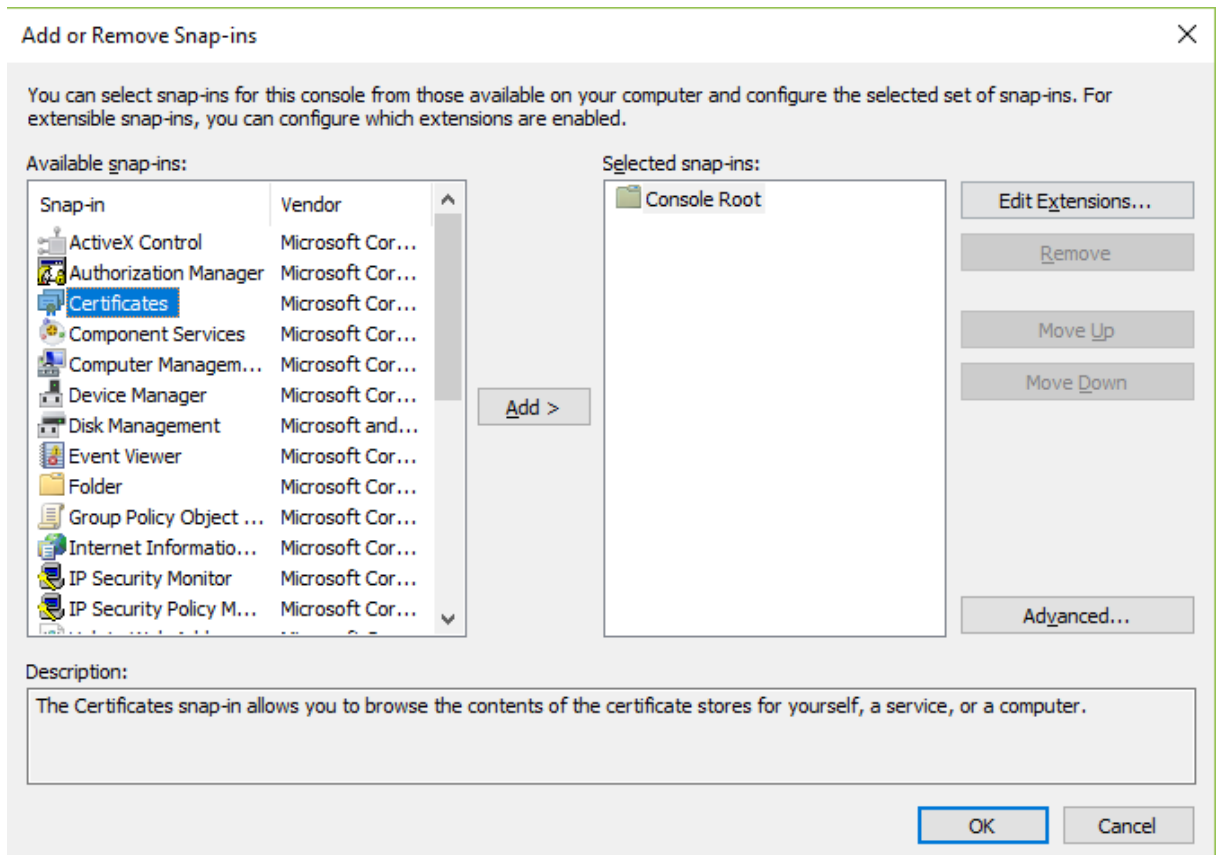 Add or Remove Snap-ins
You can select snap-ins for this console from those available on your computer and configure the selected set of snap-ins. For
extensible snap-ins, you can configure which extensions are enabled.
Available snap-ins:
Snap-in Vendor
ActiveX Control Microsoft Cor...
Authorization Manager Microsoft Cor...
Certificates Microsoft Cor...
Component Services Microsoft Cor...
Computer Managem... Microsoft Cor...
Device Manager Microsoft Cor...
Disk Management Microsoft and...
Event Viewer Microsoft Cor...
Folder Microsoft Cor...
Group Policy Object ... Microsoft Cor...
Internet Informatio... Microsoft Cor...
IP Security Monitor Microsoft Cor...
IP Security Policy M... Microsoft Cor...
Add >
Selected snap-ins:
Console Root
Edit Extensions...
Remove
Move Up
Move Down
Advanced...
Description:
The Certificates snap-in allows you to browse the contents of the certificate stores for yourself, a service, or a computer.
OK
Cancel